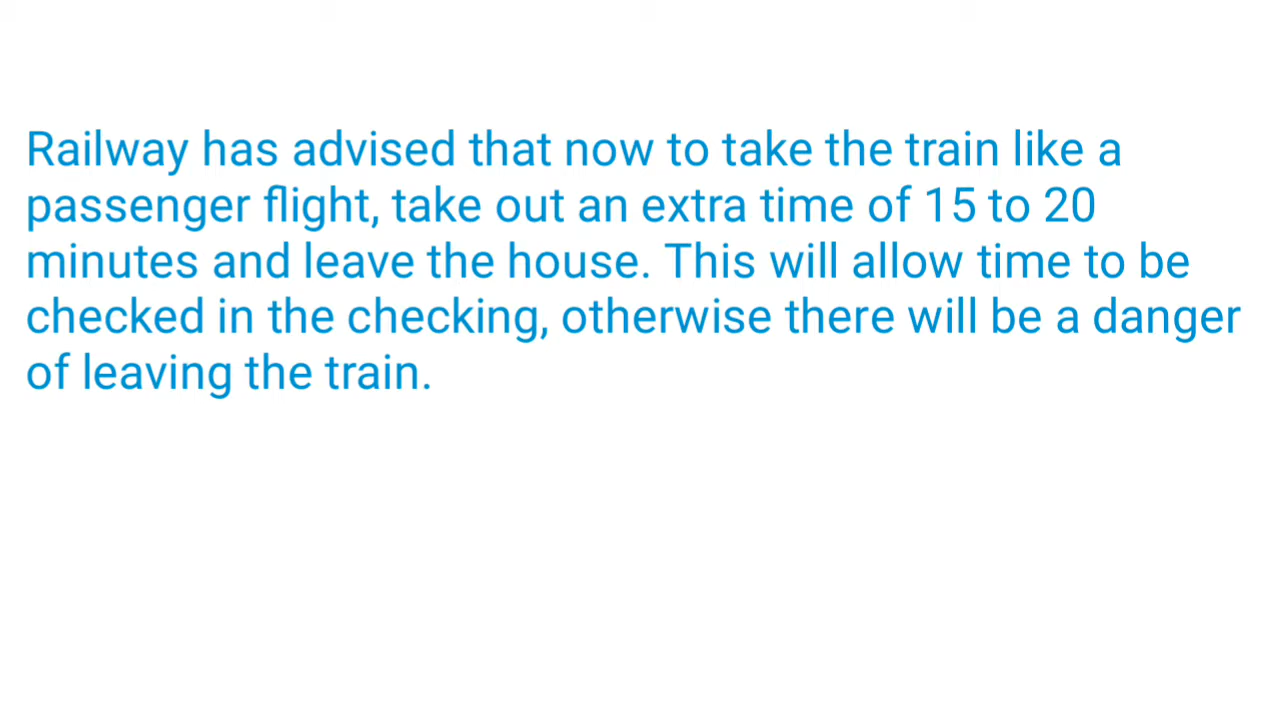 Railway has advised that now to take the train like a
passenger flight, take out an extra time of 15 to 20
minutes and leave the house. This will allow time to be
checked in the checking, otherwise there will be a danger
of leaving the train.